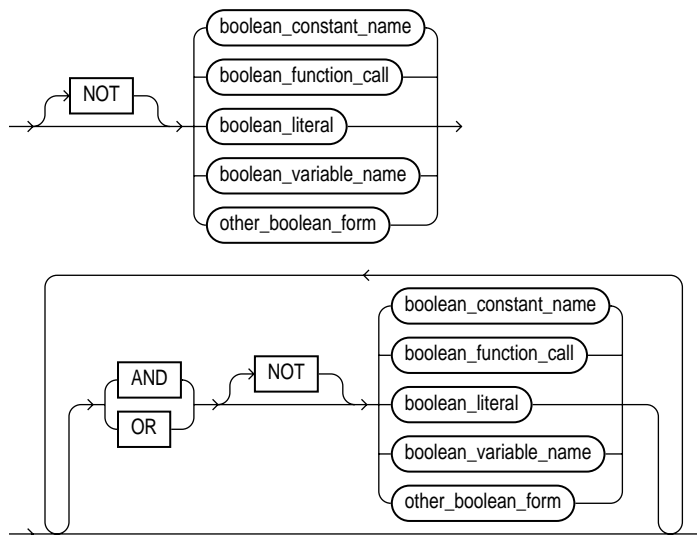 boolean_constant_name
NOT
boolean_function_call
boolean_literal
boolean_variable_name
other_boolean_form
boolean_constant_name
AND
NOT
boolean_function_call
OR
boolean_literal
boolean_variable_name
other_boolean_form